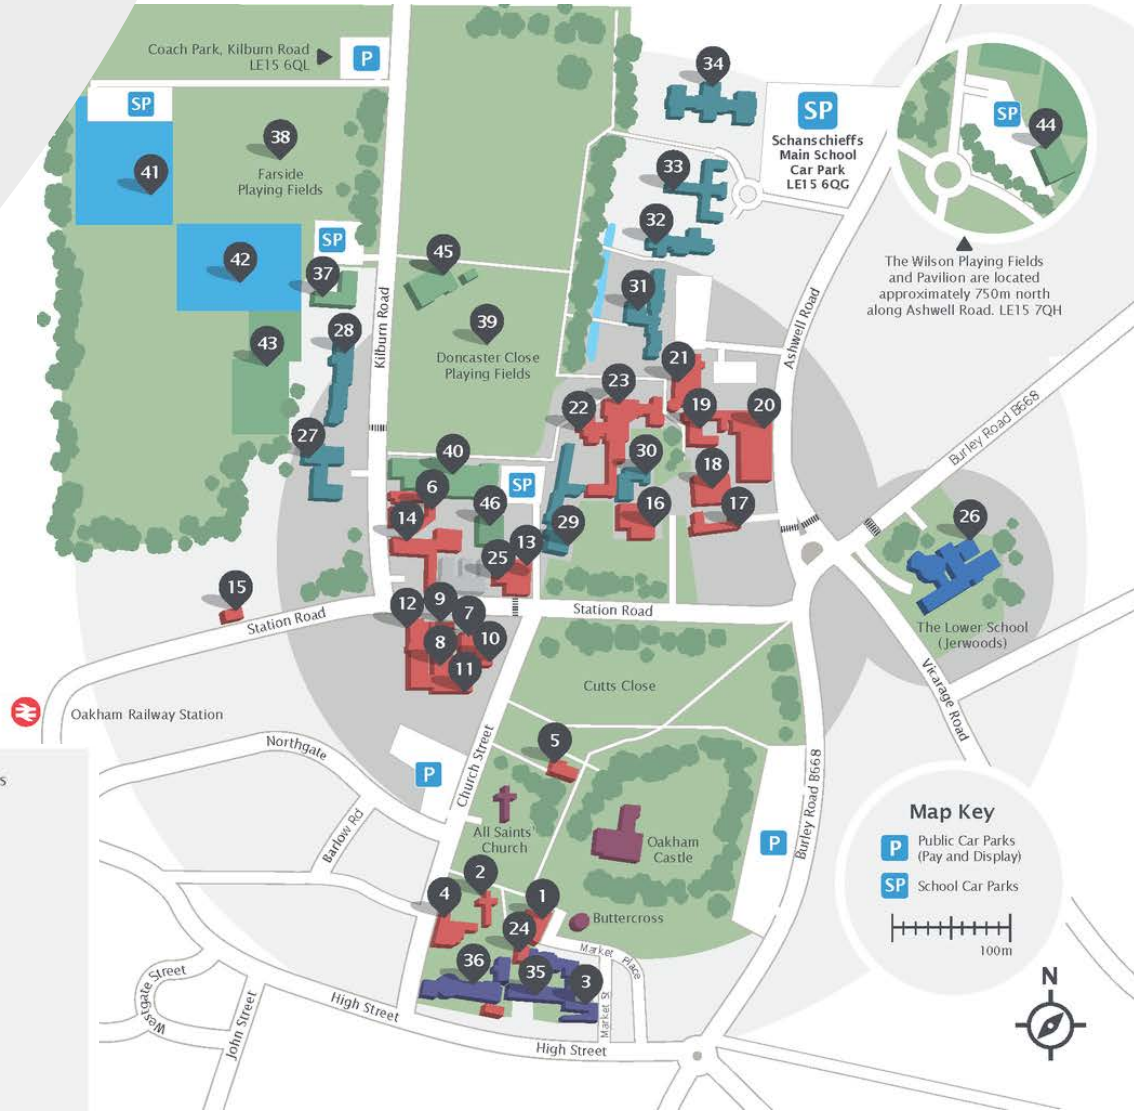 Coach Park, Kilburn Road
LE15 6QL
P
SP
34
SP
Schanschieffs
Main School
Car Park
LE15 6QG
SP
44
38
Farside
Playing Fields
41
33
32
SP
42
37
45
31
The Wilson Playing Fields
and Pavilion are located
approximately 750m north
along Ashwell Road. LE15 7QH
Kilburn Road
39
Doncaster Close
Playing Fields
Ashwell Road
43
28
21
23
22
19
20
27
40
30
18
Burley Road B668
6
SP
46
16
17
14
29
13
25
26
15
12
9
7
Station Road
Station Road
8
10
11
The Lower School
(Jerwoods)
Cutts Close
Vicarage Road
Oakham Railway Station
Northgate
5
Church Street
P
s
Barlow Rd
All Saints'
Church
Oakham
Castle
P
Burley Road B668
Map Key
P
Public Car Parks
(Pay and Display)
SP
School Car Parks
100m
2
4
1
24
Buttercross
Market Place
36
35
3
Market St
Westgate Street
John Street
High Street
High Street
N